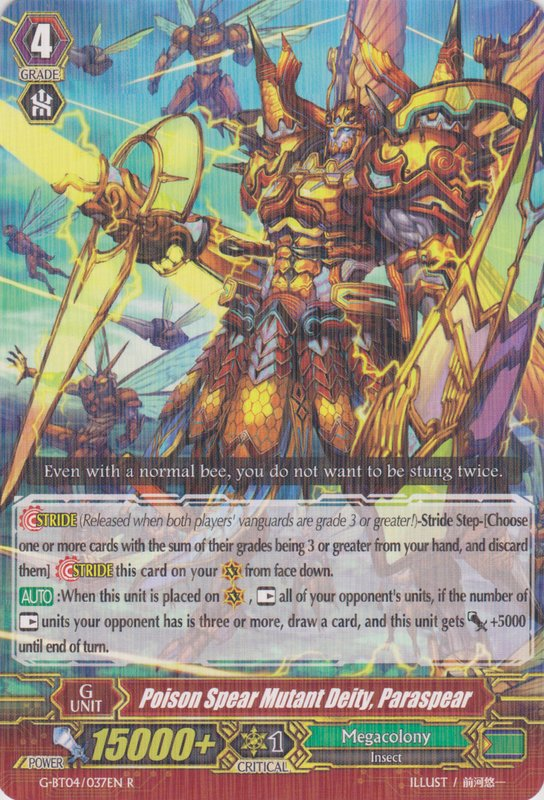 4
GRADE
Even with a normal bee, you do not want to be stung twice.
STRIDE (Released when both players' vanguards are grade 3 or greater!)-Stride Step-[Choose
one or more cards with the sum of their grades being 3 or greater from your hand, and discard
them] STRIDE this card on your from face down.
AUTO :When this unit is placed on , all of your opponent's units, if the number of
units your opponent has is three or more, draw a card, and this unit gets +5000
until end of turn.
G
UNIT
Poison Spear Mutant Deity, Paraspear
POWER
15000+
1
CRITICAL
Megacolony
Insect
G-BT04/037EN R
ILLUST / 前河悠一